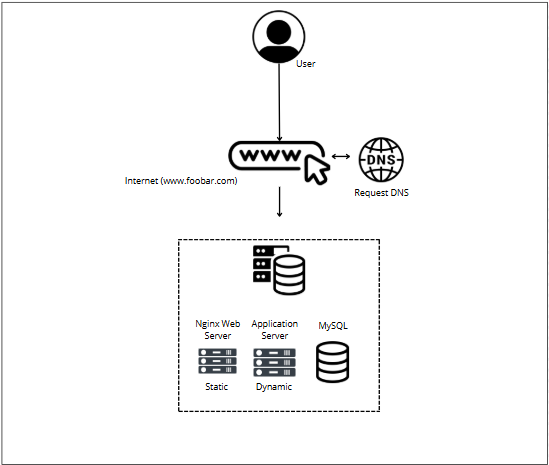 User
www
DNS
Internet (www.foobar.com)
Request DNS
Nginx Web
Server
Application
Server
MySQL
Static
Dynamic